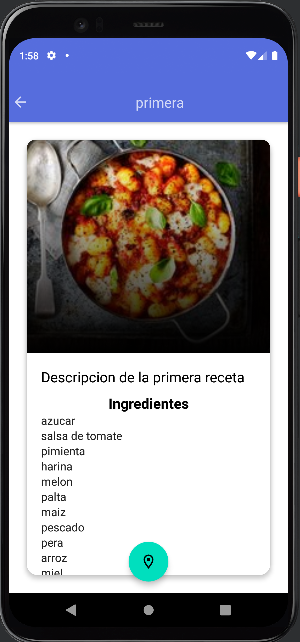 1:58
primera
Descripcion de la primera receta
Ingredientes
azucar
salsa de tomate
pimienta
harina
melon
palta
maiz
pescado
pera
arroz
miel